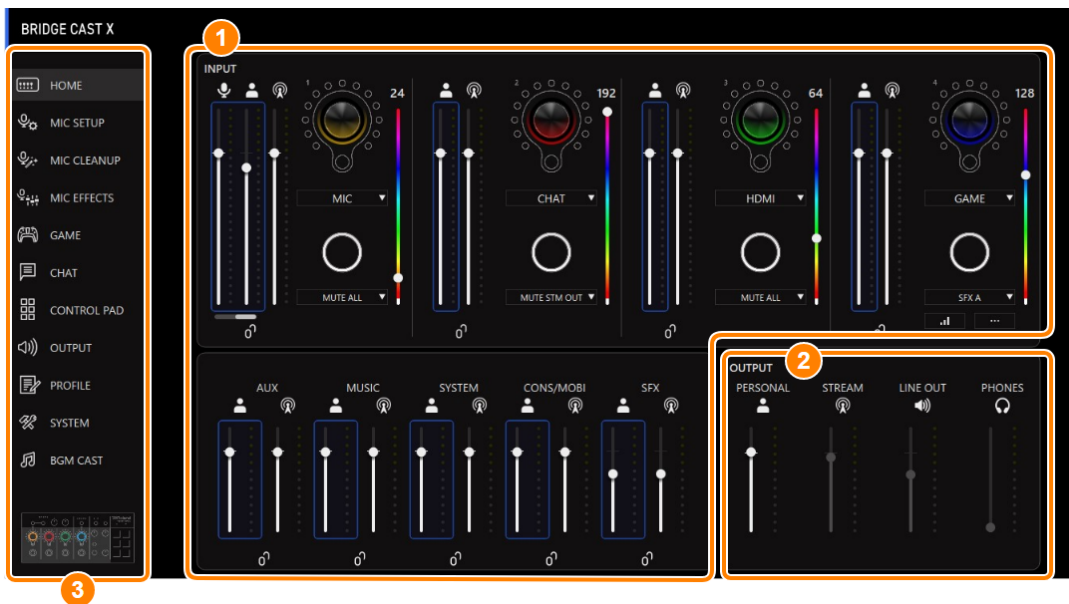 BRIDGE CAST X
1
INPUT
HOME
MIC SETUP
MIC CLEANUP
MIC EFFECTS
GAME
CHAT
CONTROL PAD
OUTPUT
PROFILE
SYSTEM
BGM CAST
3
1 24
2 192
3 64
4 128
MIC CHAT HDMI GAME
MUTE ALL MUTE STM OUT MUTE ALL SFX A
...
AUX MUSIC SYSTEM CONS/MOBI SFX
2
OUTPUT
PERSONAL STREAM LINE OUT PHONES